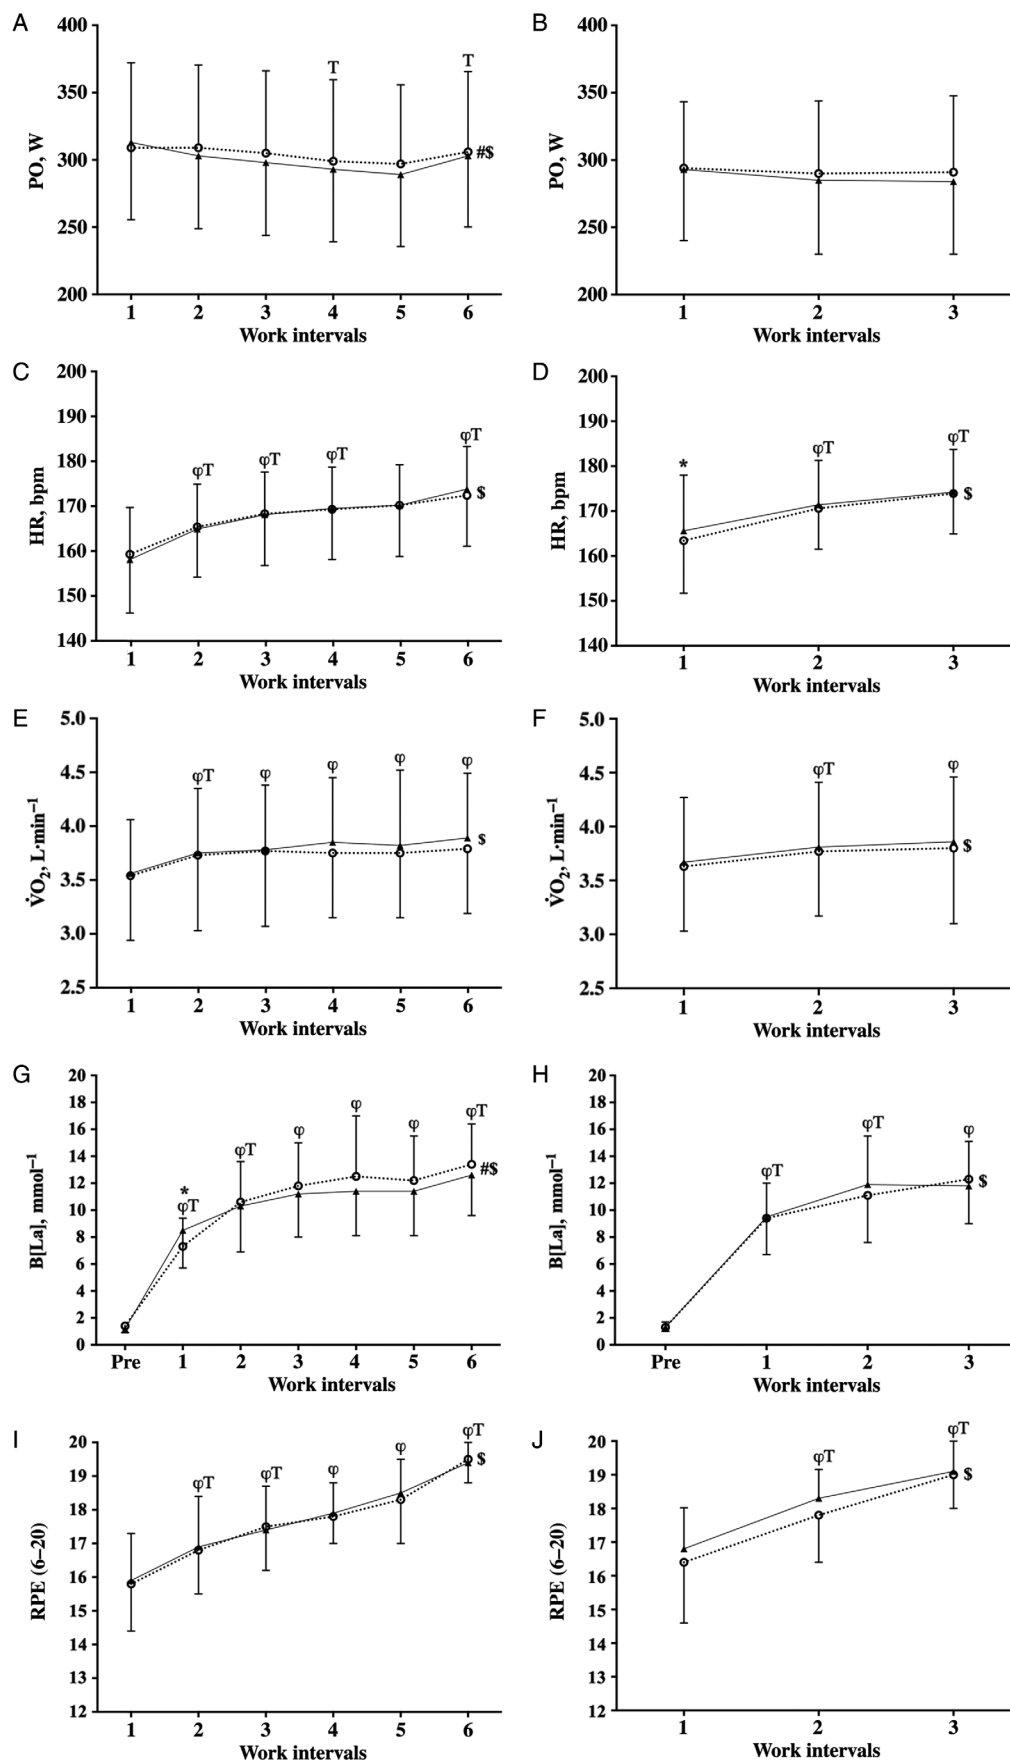 A
400
350
300
250
200
PO, W
T
T
#$
1 2 3 4 5 6
Work intervals
B
400
350
300
250
200
PO, W
1 2 3
Work intervals
C
200
190
180
170
160
150
140
HR, bpm
φT
φT
φT
φT
$
1 2 3 4 5 6
Work intervals
D
200
190
180
170
160
150
140
HR, bpm
*
φT
φT
$
1 2 3
Work intervals
E
5.0
4.5
4.0
3.5
3.0
2.5
V̇O₂, L·min⁻¹
φT
φ
φ
φ
φ
$
1 2 3 4 5 6
Work intervals
F
5.0
4.5
4.0
3.5
3.0
2.5
V̇O₂, L·min⁻¹
φT
φ
$
1 2 3
Work intervals
G
20
18
16
14
12
10
8
6
4
2
0
B[La], mmol⁻¹
*
φT
φT
φ
φ
φ
φT
#$
Pre 1 2 3 4 5 6
Work intervals
H
20
18
16
14
12
10
8
6
4
2
0
B[La], mmol⁻¹
φT
φT
φ
$
Pre 1 2 3
Work intervals
I
20
19
18
17
16
15
14
13
12
RPE (6–20)
φT
φT
φ
φ
φT
$
1 2 3 4 5 6
Work intervals
J
20
19
18
17
16
15
14
13
12
RPE (6–20)
φT
φT
$
1 2 3
Work intervals